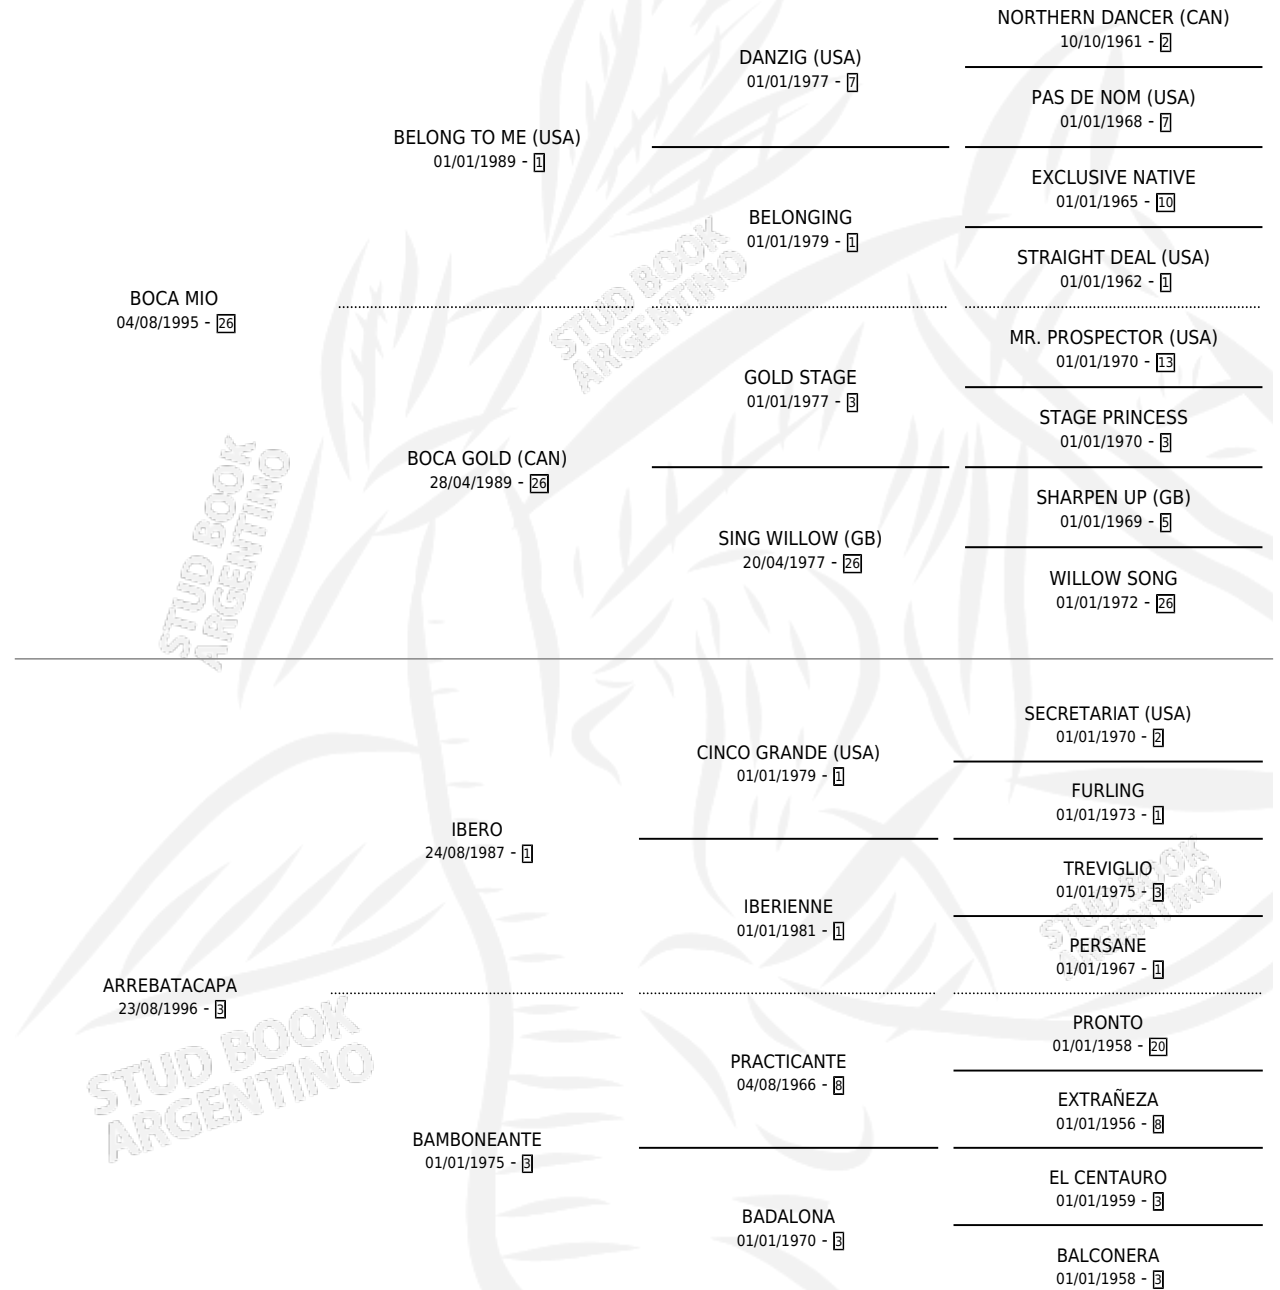 NORTHERN DANCER (CAN)
10/10/1961 - 2
DANZIG (USA)
01/01/1977 - 7
PAS DE NOM (USA)
01/01/1968 - 7
BELONG TO ME (USA)
01/01/1989 - 1
EXCLUSIVE NATIVE
01/01/1965 - 10
BELONGING
01/01/1979 - 1
STRAIGHT DEAL (USA)
01/01/1962 - 1
BOCA MIO
04/08/1995 - 26
MR. PROSPECTOR (USA)
01/01/1970 - 13
GOLD STAGE
01/01/1977 - 3
STAGE PRINCESS
01/01/1970 - 3
BOCA GOLD (CAN)
28/04/1989 - 26
SHARPEN UP (GB)
01/01/1969 - 5
SING WILLOW (GB)
20/04/1977 - 26
WILLOW SONG
01/01/1972 - 26
SECRETARIAT (USA)
01/01/1970 - 2
CINCO GRANDE (USA)
01/01/1979 - 1
FURLING
01/01/1973 - 1
IBERO
24/08/1987 - 1
TREVIGLIO
01/01/1975 - 3
IBERIENNE
01/01/1981 - 1
PERSANE
01/01/1967 - 1
ARREBATACAPA
23/08/1996 - 3
PRONTO
01/01/1958 - 20
PRACTICANTE
04/08/1966 - 8
EXTRAÑEZA
01/01/1956 - 8
BAMBONEANTE
01/01/1975 - 3
EL CENTAURO
01/01/1959 - 3
BADALONA
01/01/1970 - 3
BALCONERA
01/01/1958 - 3
STUD BOOK
ARGENTINO
STUD BOOK
ARGENTINO
STUD BOOK
ARGENTINO
STUD BOOK
ARGENTINO